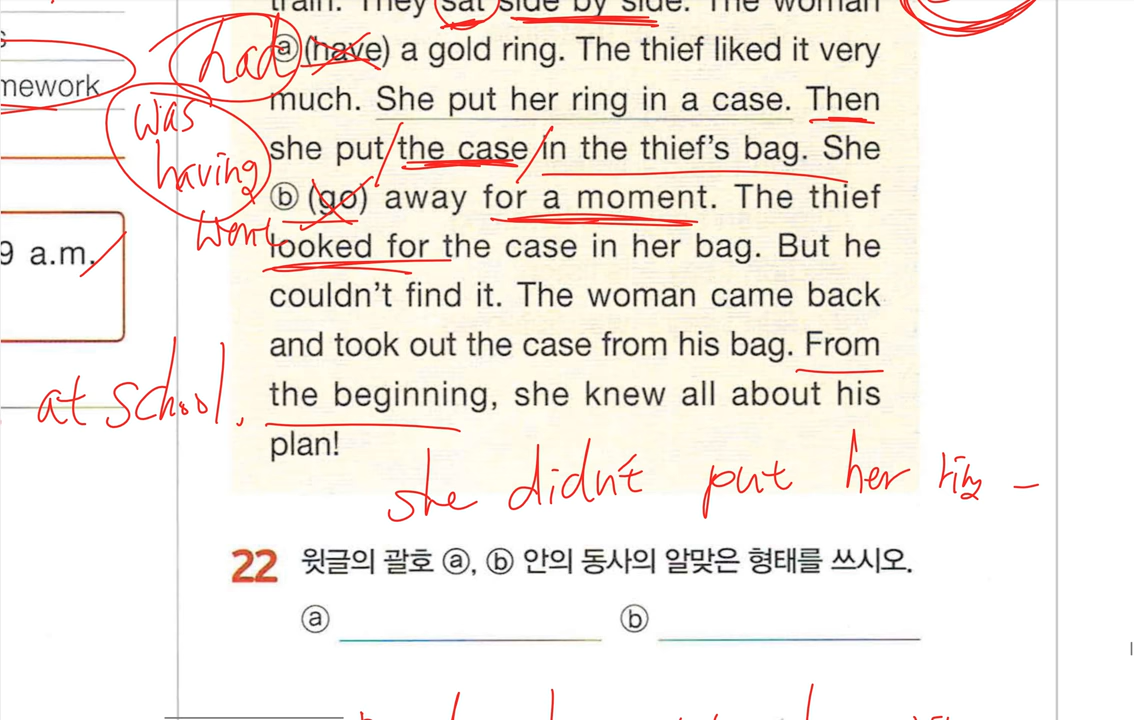 train. They sat side by side. The woman
had
ⓐ (have) a gold ring. The thief liked it very
mework
much. She put her ring in a case. Then
was
having
she put the case in the thief's bag. She
ⓑ (go) away for a moment. The thief
went
looked for the case in her bag. But he
9 a.m.
couldn't find it. The woman came back
and took out the case from his bag. From
at school.
the beginning, she knew all about his
plan!
she didn't put her ring –
22 윗글의 괄호 ⓐ, ⓑ 안의 동사의 알맞은 형태를 쓰시오.
ⓐ ⓑ